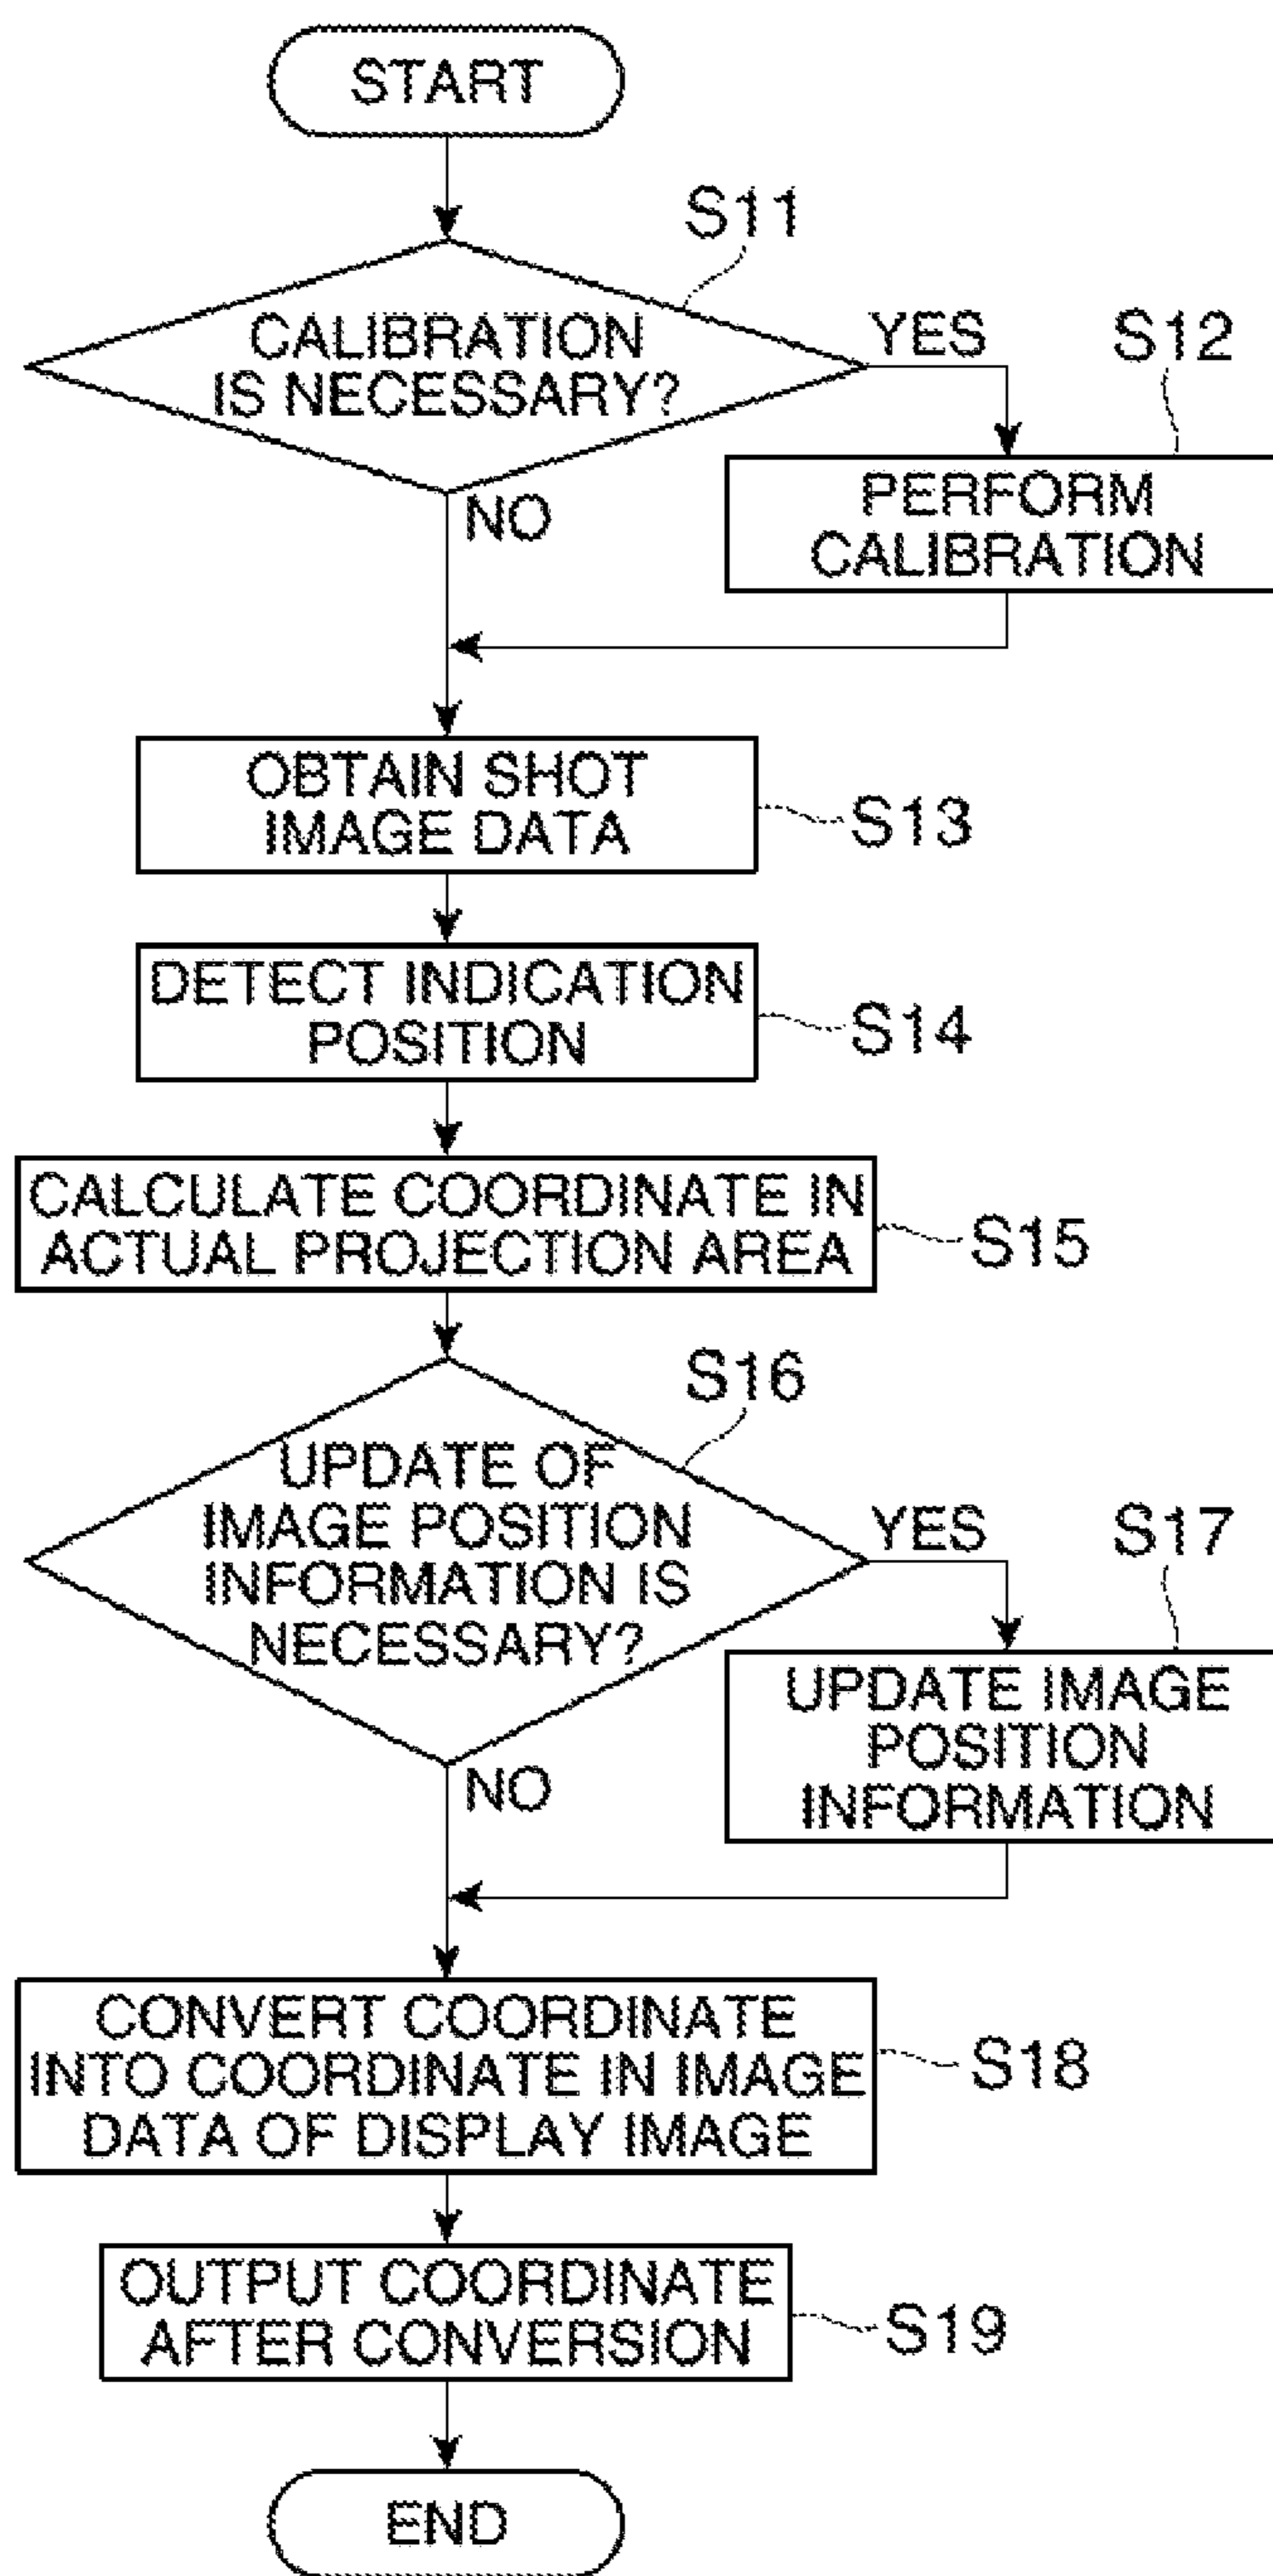 START
S11
CALIBRATION
IS NECESSARY?
YES
S12
NO
PERFORM
CALIBRATION
OBTAIN SHOT
IMAGE DATA
S13
DETECT INDICATION
POSITION
S14
CALCULATE COORDINATE IN
ACTUAL PROJECTION AREA
S15
S16
UPDATE OF
IMAGE POSITION
INFORMATION IS
NECESSARY?
YES
S17
NO
UPDATE IMAGE
POSITION
INFORMATION
CONVERT COORDINATE
INTO COORDINATE IN IMAGE
DATA OF DISPLAY IMAGE
S18
OUTPUT COORDINATE
AFTER CONVERSION
S19
END